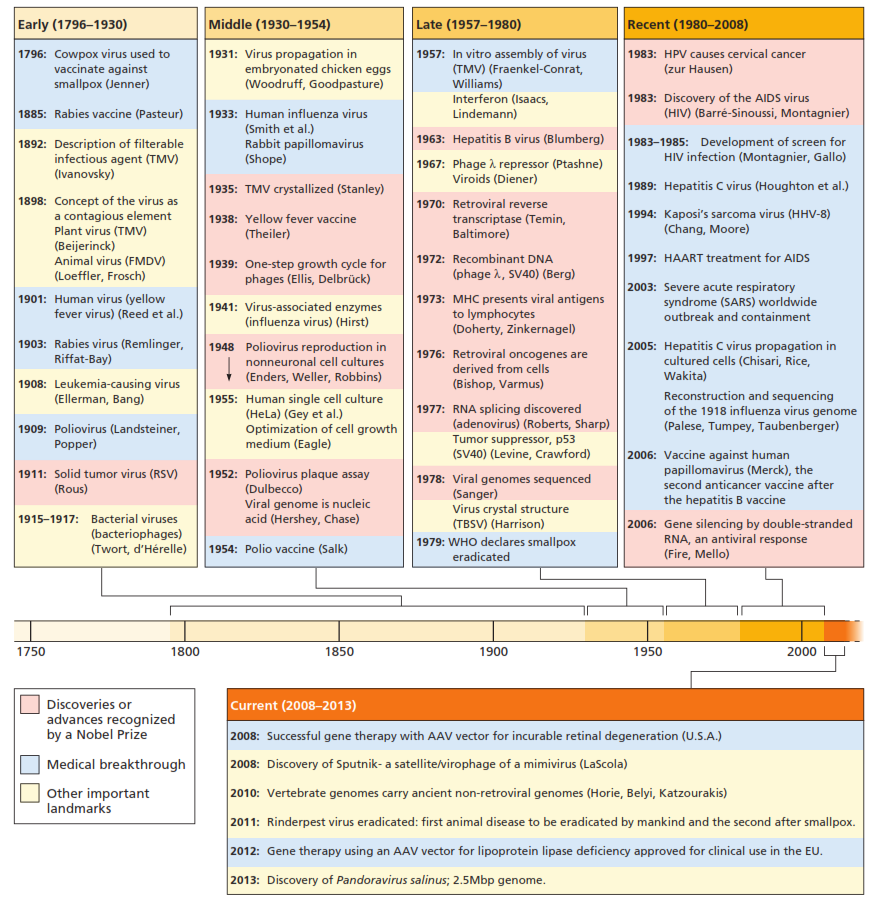 Early (1796–1930)
1796: Cowpox virus used to
vaccinate against
smallpox (Jenner)
1885: Rabies vaccine (Pasteur)
1892: Description of filterable
infectious agent (TMV)
(Ivanovsky)
1898: Concept of the virus as
a contagious element
Plant virus (TMV)
(Beijerinck)
Animal virus (FMDV)
(Loeffler, Frosch)
1901: Human virus (yellow
fever virus) (Reed et al.)
1903: Rabies virus (Remlinger,
Riffat-Bay)
1908: Leukemia-causing virus
(Ellerman, Bang)
1909: Poliovirus (Landsteiner,
Popper)
1911: Solid tumor virus (RSV)
(Rous)
1915–1917: Bacterial viruses
(bacteriophages)
(Twort, d’Hérelle)
Middle (1930–1954)
1931: Virus propagation in
embryonated chicken eggs
(Woodruff, Goodpasture)
1933: Human influenza virus
(Smith et al.)
Rabbit papillomavirus
(Shope)
1935: TMV crystallized (Stanley)
1938: Yellow fever vaccine
(Theiler)
1939: One-step growth cycle for
phages (Ellis, Delbrück)
1941: Virus-associated enzymes
(influenza virus) (Hirst)
1948 Poliovirus reproduction in
nonneuronal cell cultures
(Enders, Weller, Robbins)
1955: Human single cell culture
(HeLa) (Gey et al.)
Optimization of cell growth
medium (Eagle)
1952: Poliovirus plaque assay
(Dulbecco)
Viral genome is nucleic
acid (Hershey, Chase)
1954: Polio vaccine (Salk)
Late (1957–1980)
1957: In vitro assembly of virus
(TMV) (Fraenkel-Conrat,
Williams)
Interferon (Isaacs,
Lindemann)
1963: Hepatitis B virus (Blumberg)
1967: Phage λ repressor (Ptashne)
Viroids (Diener)
1970: Retroviral reverse
transcriptase (Temin,
Baltimore)
1972: Recombinant DNA
(phage λ, SV40) (Berg)
1973: MHC presents viral antigens
to lymphocytes
(Doherty, Zinkernagel)
1976: Retroviral oncogenes are
derived from cells
(Bishop, Varmus)
1977: RNA splicing discovered
(adenovirus) (Roberts, Sharp)
Tumor suppressor, p53
(SV40) (Levine, Crawford)
1978: Viral genomes sequenced
(Sanger)
Virus crystal structure
(TBSV) (Harrison)
1979: WHO declares smallpox
eradicated
Recent (1980–2008)
1983: HPV causes cervical cancer
(zur Hausen)
1983: Discovery of the AIDS virus
(HIV) (Barré-Sinoussi, Montagnier)
1983–1985: Development of screen for
HIV infection (Montagnier, Gallo)
1989: Hepatitis C virus (Houghton et al.)
1994: Kaposi’s sarcoma virus (HHV-8)
(Chang, Moore)
1997: HAART treatment for AIDS
2003: Severe acute respiratory
syndrome (SARS) worldwide
outbreak and containment
2005: Hepatitis C virus propagation in
cultured cells (Chisari, Rice,
Wakita)
Reconstruction and sequencing
of the 1918 influenza virus genome
(Palese, Tumpey, Taubenberger)
2006: Vaccine against human
papillomavirus (Merck), the
second anticancer vaccine after
the hepatitis B vaccine
2006: Gene silencing by double-stranded
RNA, an antiviral response
(Fire, Mello)
1750 1800 1850 1900 1950 2000
Discoveries or
advances recognized
by a Nobel Prize
Medical breakthrough
Other important
landmarks
Current (2008–2013)
2008: Successful gene therapy with AAV vector for incurable retinal degeneration (U.S.A.)
2008: Discovery of Sputnik- a satellite/virophage of a mimivirus (LaScola)
2010: Vertebrate genomes carry ancient non-retroviral genomes (Horie, Belyi, Katzourakis)
2011: Rinderpest virus eradicated: first animal disease to be eradicated by mankind and the second after smallpox.
2012: Gene therapy using an AAV vector for lipoprotein lipase deficiency approved for clinical use in the EU.
2013: Discovery of Pandoravirus salinus; 2.5Mbp genome.